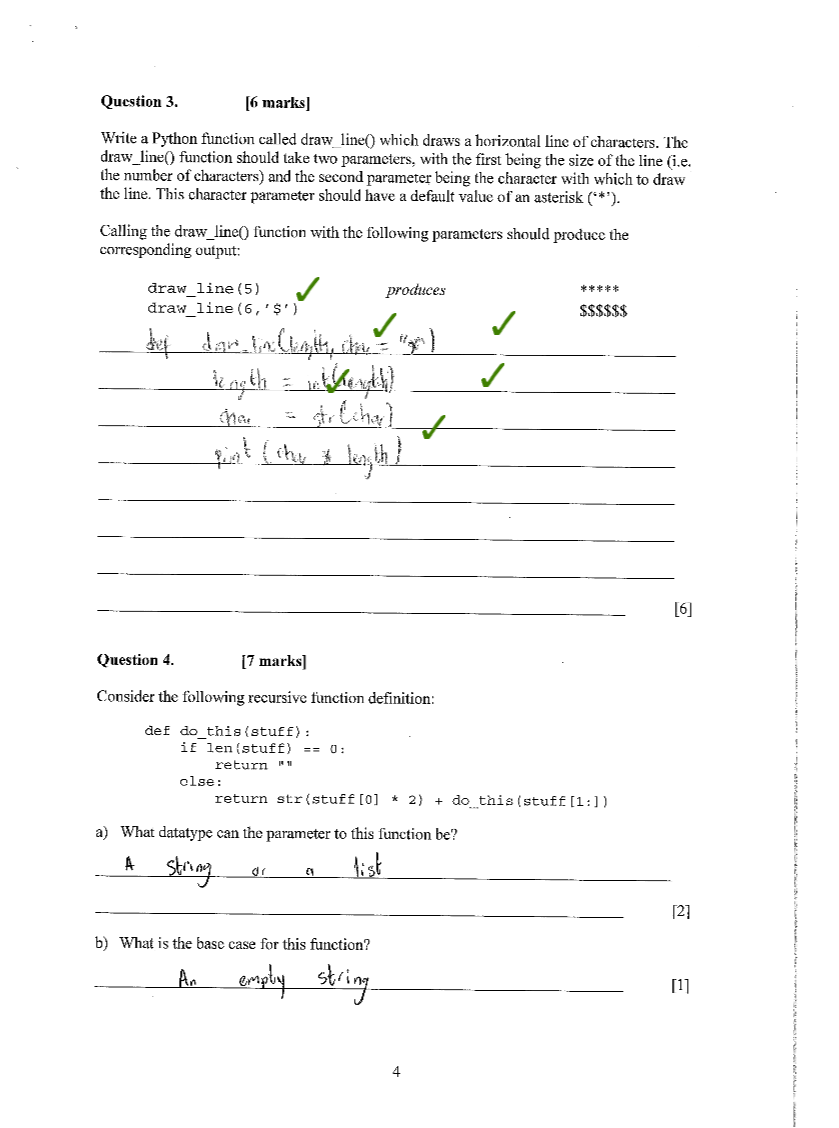 Question 3. [6 marks]
Write a Python function called draw_line() which draws a horizontal line of characters. The
draw_line() function should take two parameters, with the first being the size of the line (i.e.
the number of characters) and the second parameter being the character with which to draw
the line. This character parameter should have a default value of an asterisk (‘*’).
Calling the draw_line() function with the following parameters should produce the
corresponding output:
draw_line(5) produces *****
draw_line(6,'$') $$$$$$
def draw_line(length, char = "*")
length = int(length)
char = str(char)
print (char * length)
[6]
Question 4. [7 marks]
Consider the following recursive function definition:
def do_this(stuff):
if len(stuff) == 0:
return ""
else:
return str(stuff[0] * 2) + do_this(stuff[1:])
a) What datatype can the parameter to this function be?
A string or a list
[2]
b) What is the base case for this function?
An empty string [1]
4